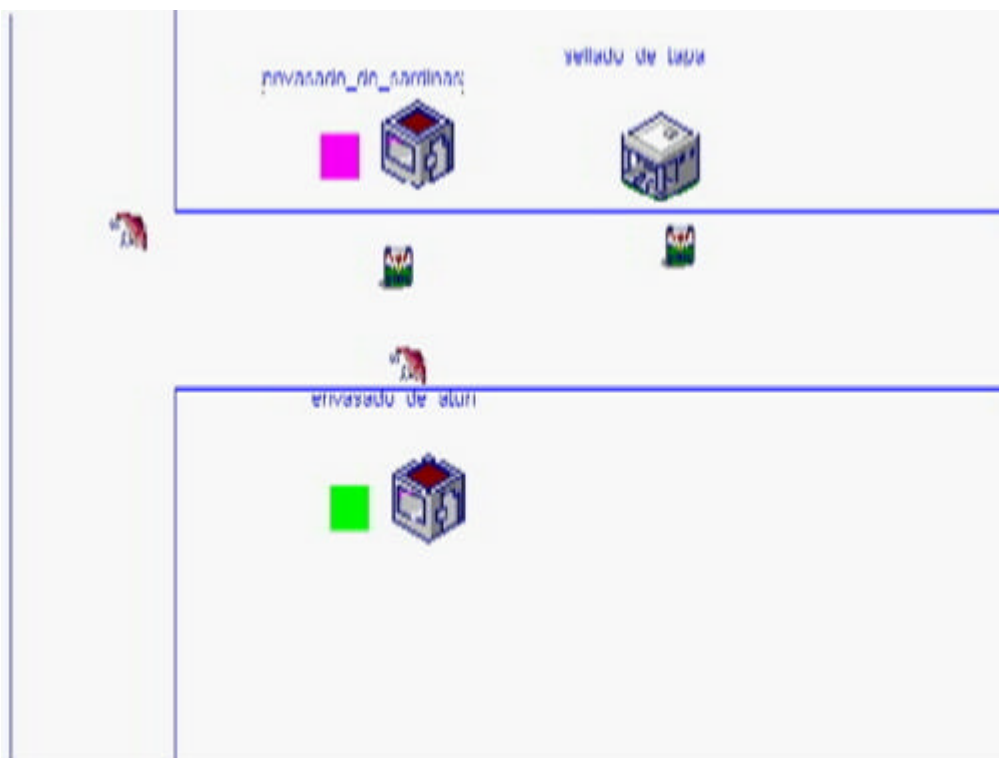 envasado_de_sardinas
sellado de tapa
envasado de atun